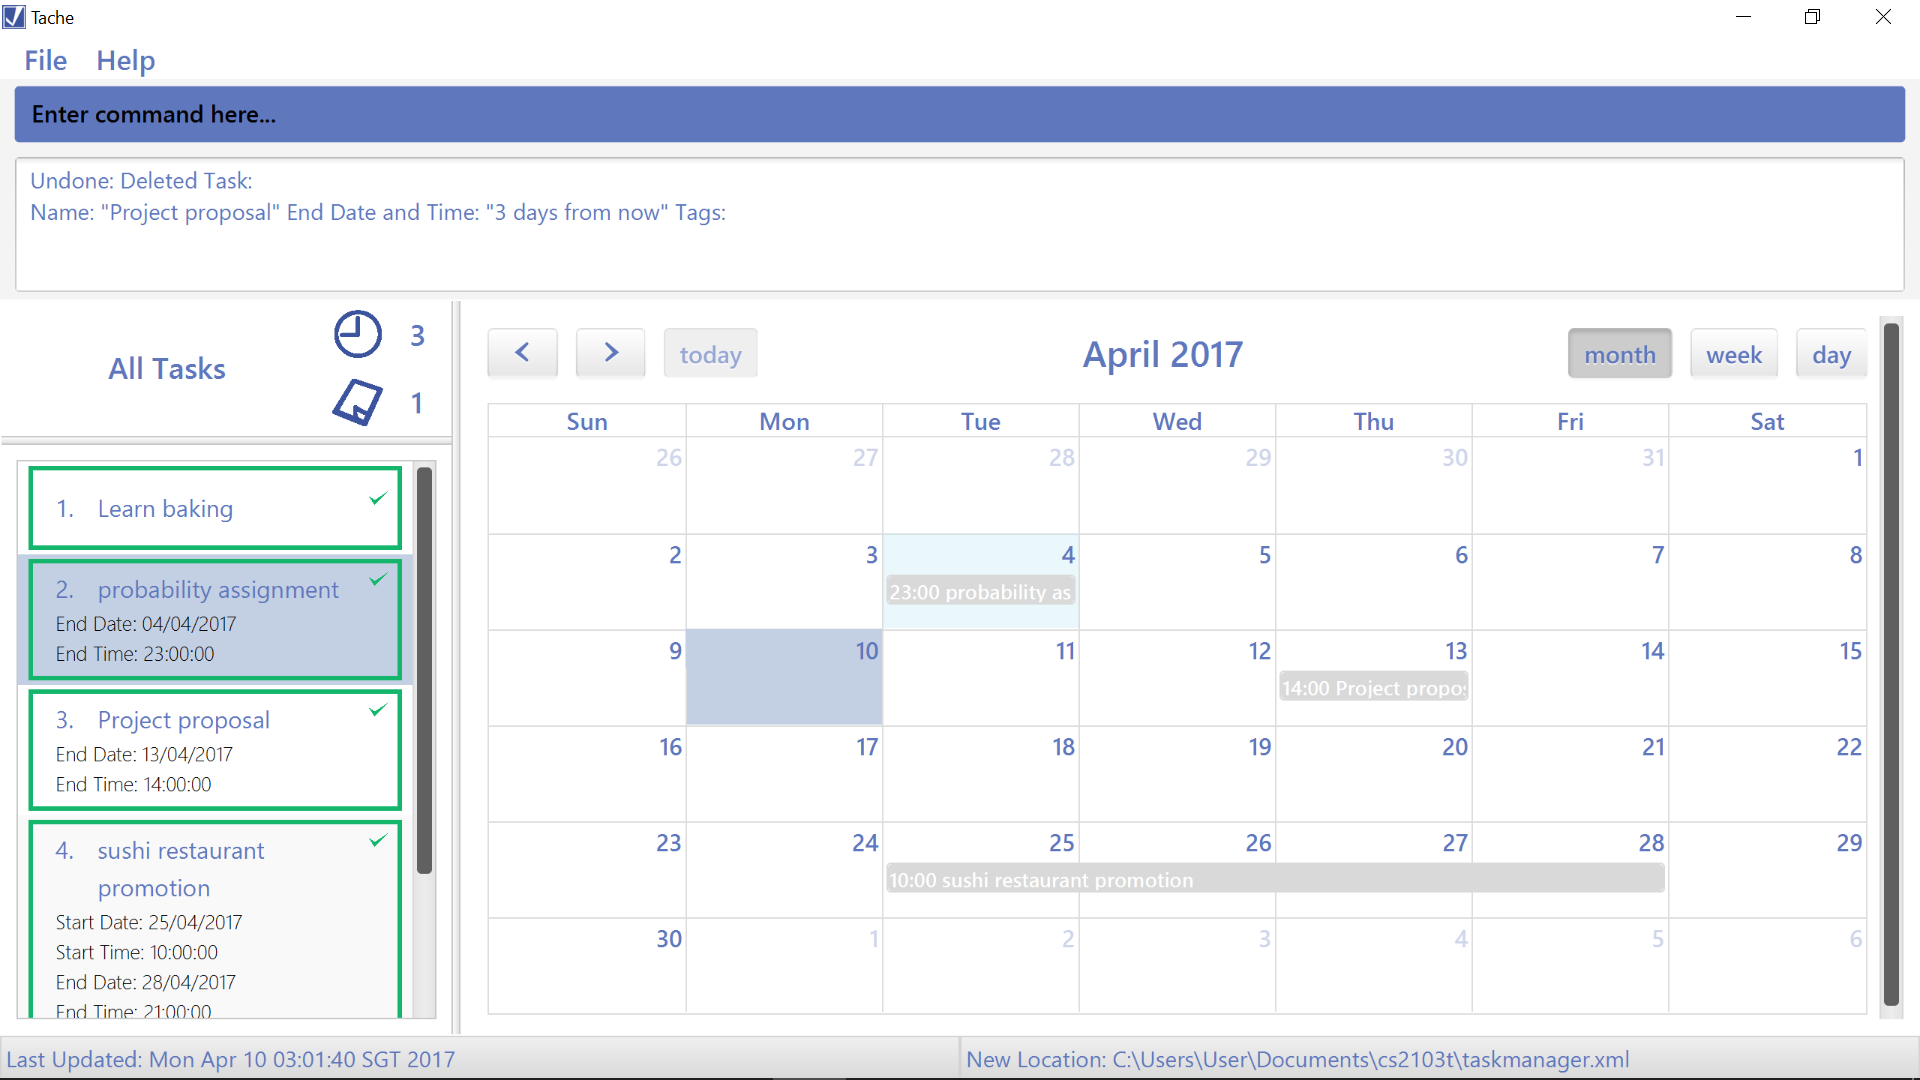 Tache
File Help
Enter command here...
Undone: Deleted Task:
Name: "Project proposal" End Date and Time: "3 days from now" Tags:
All Tasks
3
1
1. Learn baking
2. probability assignment
End Date: 04/04/2017
End Time: 23:00:00
3. Project proposal
End Date: 13/04/2017
End Time: 14:00:00
4. sushi restaurant
promotion
Start Date: 25/04/2017
Start Time: 10:00:00
End Date: 28/04/2017
End Time: 21:00:00
< > today April 2017 month week day
Sun Mon Tue Wed Thu Fri Sat
26 27 28 29 30 31 1
2 3 4 5 6 7 8
23:00 probability as
9 10 11 12 13 14 15
14:00 Project propo
16 17 18 19 20 21 22
23 24 25 26 27 28 29
10:00 sushi restaurant promotion
30 1 2 3 4 5 6
Last Updated: Mon Apr 10 03:01:40 SGT 2017
New Location: C:\Users\User\Documents\cs2103t\taskmanager.xml